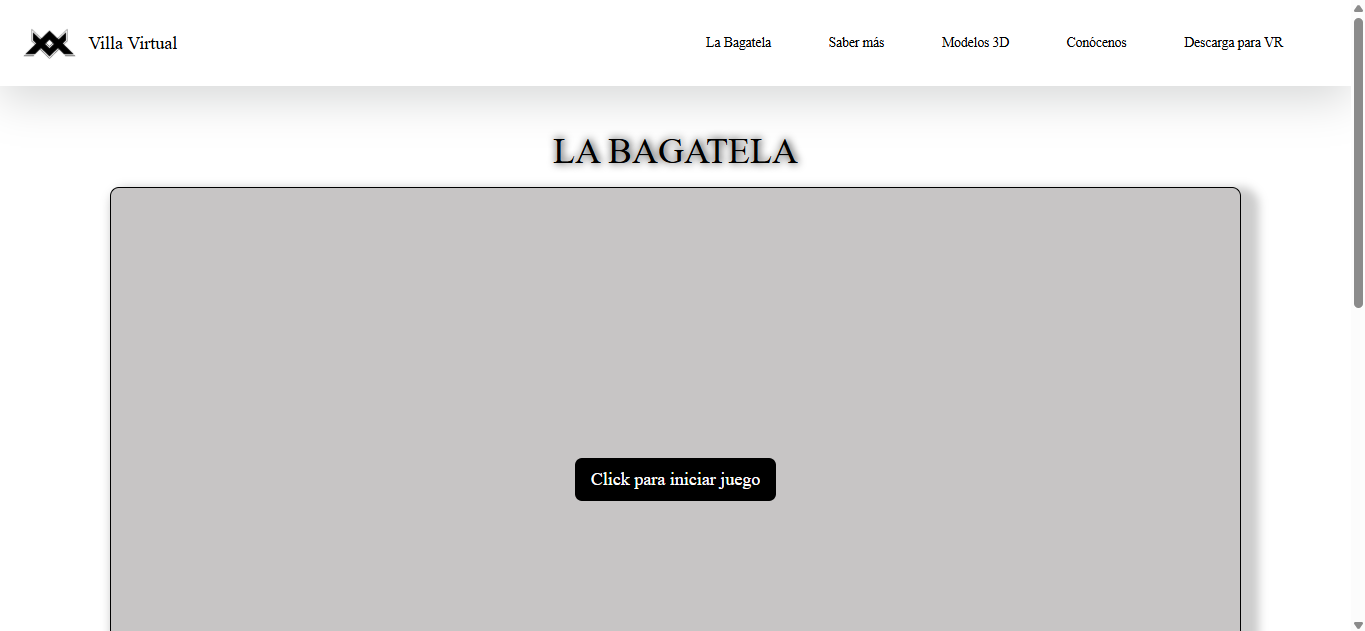 Villa Virtual
La Bagatela
Saber más
Modelos 3D
Conócenos
Descarga para VR
LA BAGATELA
Click para iniciar juego